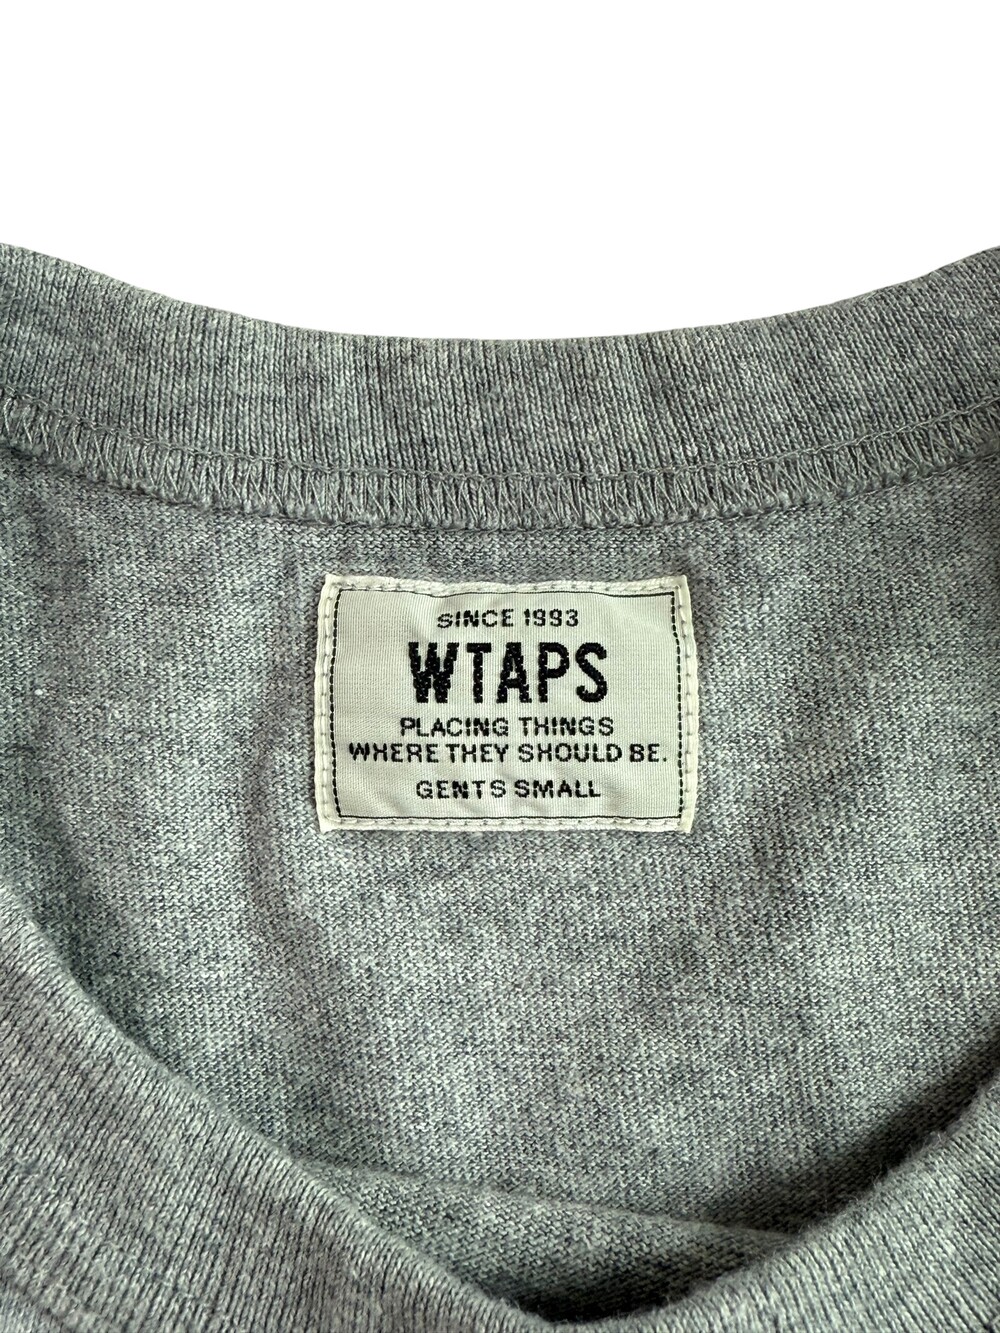 SINCE 1993
WTAPS
PLACING THINGS
WHERE THEY SHOULD BE.
GENTS SMALL